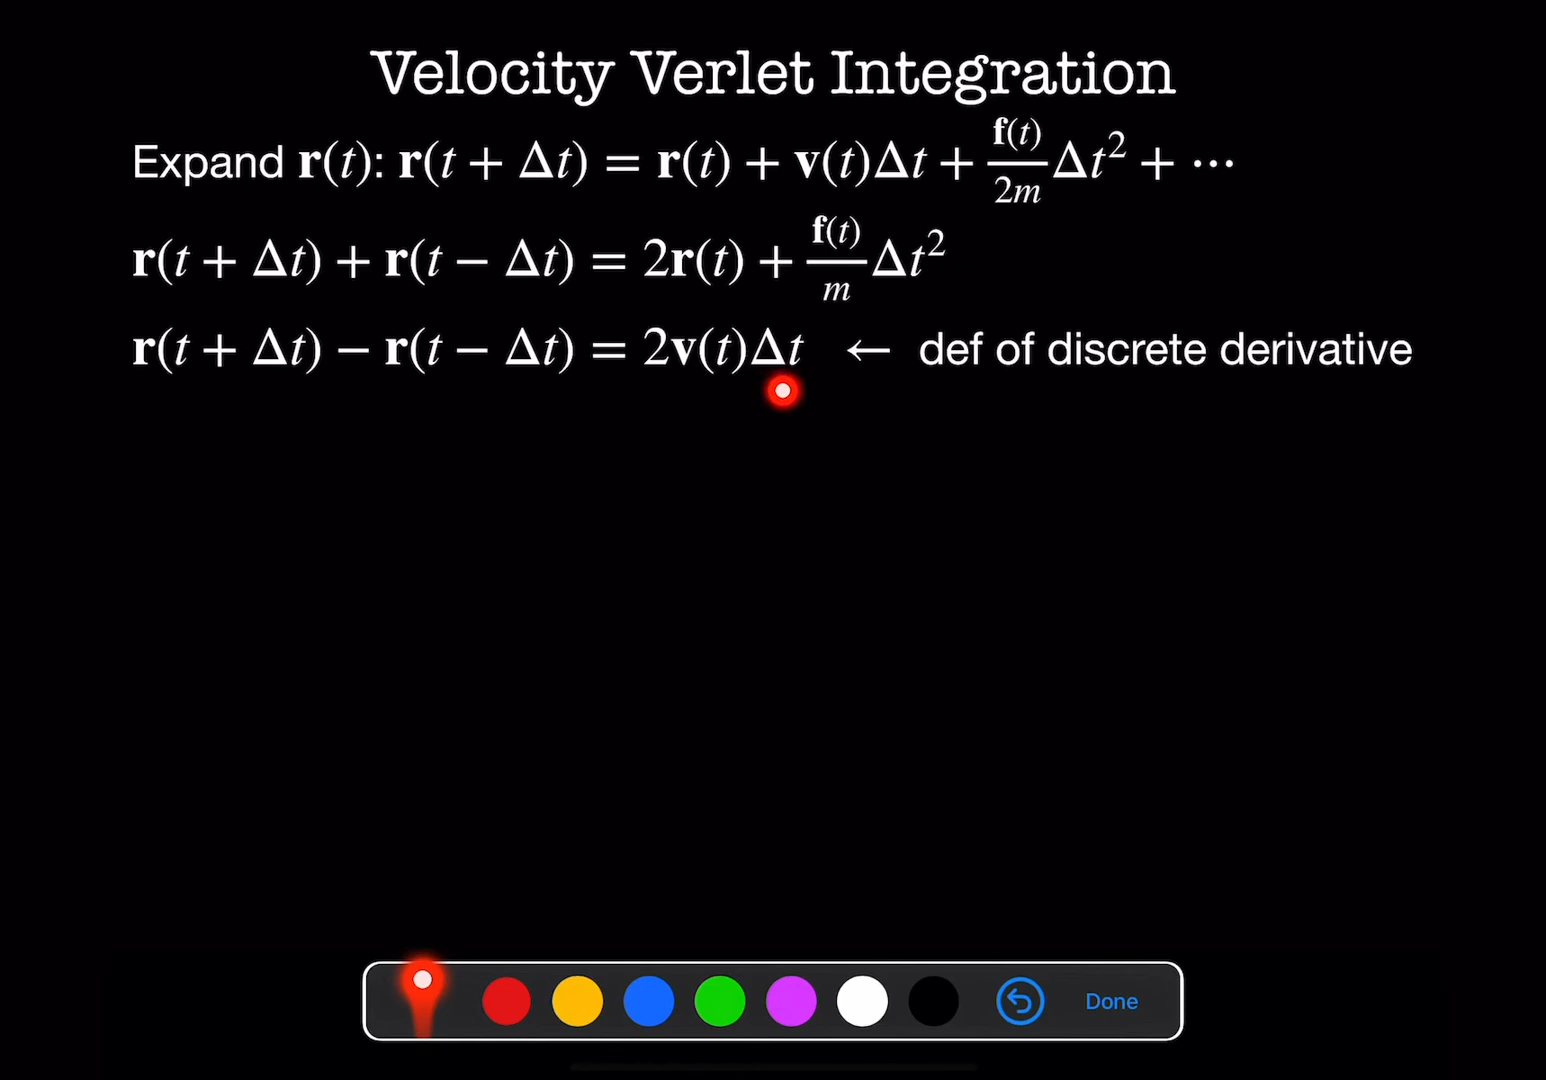 Velocity Verlet Integration
Expand r(t): r(t + Δt) = r(t) + v(t)Δt + f(t)/2m Δt² + ⋯
r(t + Δt) + r(t − Δt) = 2r(t) + f(t)/m Δt²
r(t + Δt) − r(t − Δt) = 2v(t)Δt ← def of discrete derivative
Done